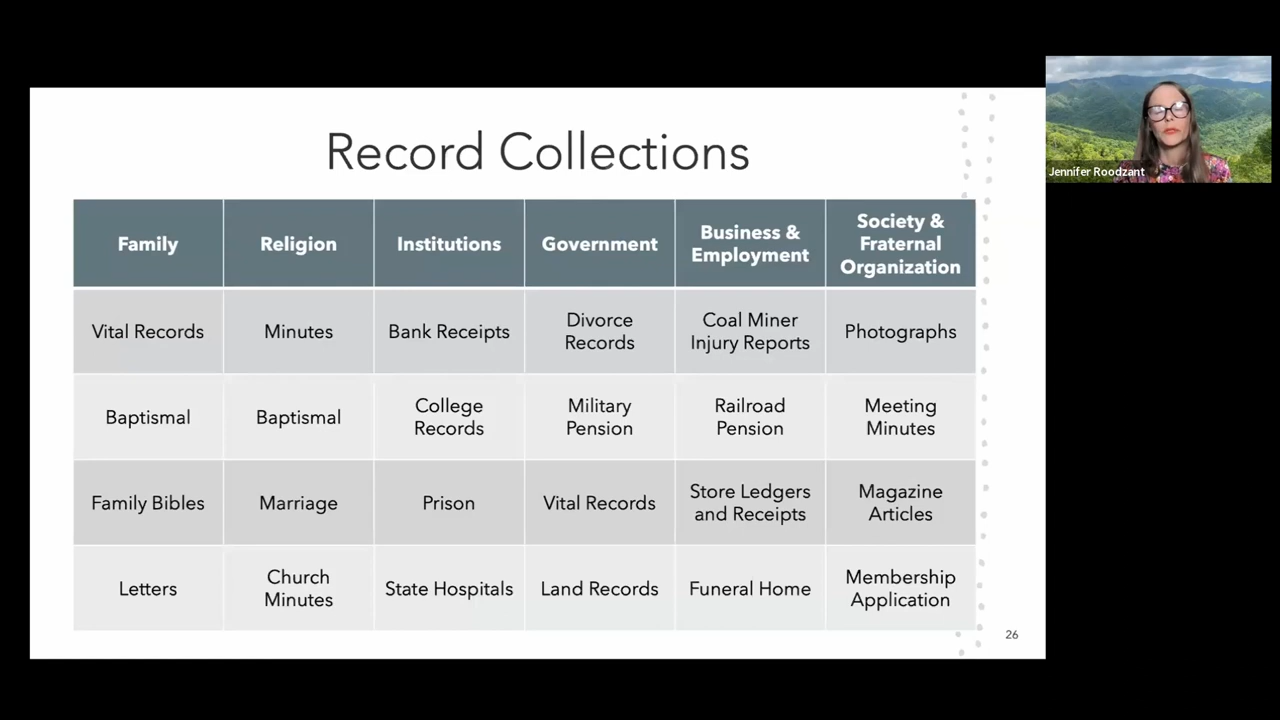 Record Collections
Family
Religion
Institutions
Government
Business &
Employment
Society &
Fraternal
Organization
Vital Records
Minutes
Bank Receipts
Divorce
Records
Coal Miner
Injury Reports
Photographs
Baptismal
Baptismal
College
Records
Military
Pension
Railroad
Pension
Meeting
Minutes
Family Bibles
Marriage
Prison
Vital Records
Store Ledgers
and Receipts
Magazine
Articles
Letters
Church
Minutes
State Hospitals
Land Records
Funeral Home
Membership
Application
26
Jennifer Roodzant